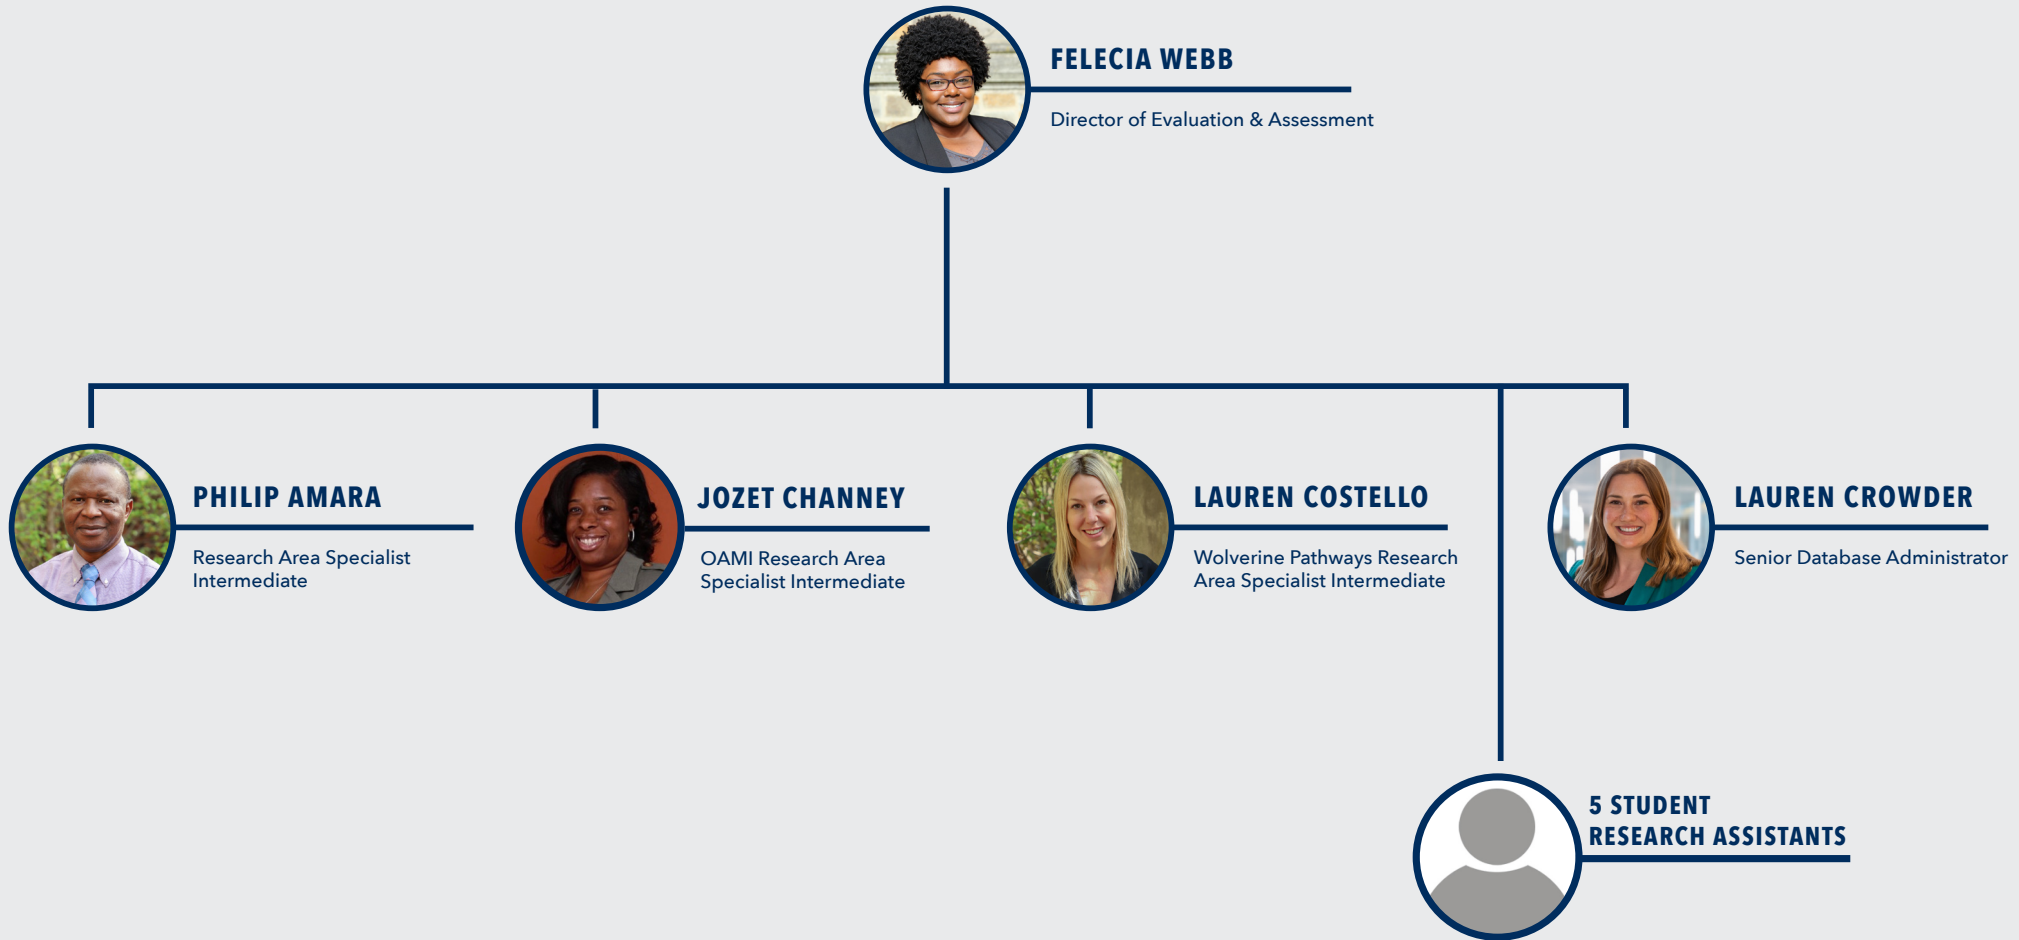 FELECIA WEBB
Director of Evaluation & Assessment
PHILIP AMARA
Research Area Specialist
Intermediate
JOZET CHANNEY
OAMI Research Area
Specialist Intermediate
LAUREN COSTELLO
Wolverine Pathways Research
Area Specialist Intermediate
LAUREN CROWDER
Senior Database Administrator
5 STUDENT
RESEARCH ASSISTANTS